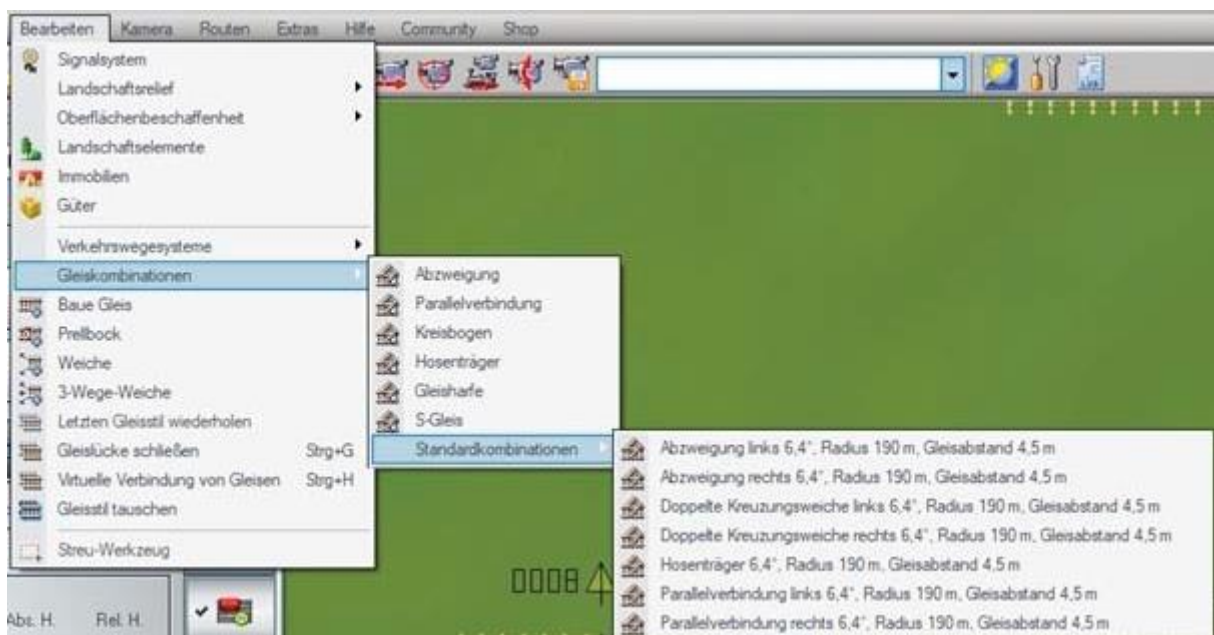 Bearbeiten Kamera Routen Extras Hilfe Community Shop
Signalsystem
Landschaftsrelief
Oberflächenbeschaffenheit
Landschaftselemente
Immobilien
Güter
Verkehrswegesysteme
Gleiskombinationen
Baue Gleis
Prellbock
Weiche
3-Wege-Weiche
Letzten Gleisstil wiederholen
Gleislücke schließen Strg+G
Virtuelle Verbindung von Gleisen Strg+H
Gleisstil tauschen
Streu-Werkzeug
Abzweigung
Parallelverbindung
Kreisbogen
Hosenträger
Gleisharfe
S-Gleis
Standardkombinationen
Abzweigung links 6,4°, Radius 190 m, Gleisabstand 4,5 m
Abzweigung rechts 6,4°, Radius 190 m, Gleisabstand 4,5 m
Doppelte Kreuzungsweiche links 6,4°, Radius 190 m, Gleisabstand 4,5 m
Doppelte Kreuzungsweiche rechts 6,4°, Radius 190 m, Gleisabstand 4,5 m
Hosenträger 6,4°, Radius 190 m, Gleisabstand 4,5 m
Parallelverbindung links 6,4°, Radius 190 m, Gleisabstand 4,5 m
Parallelverbindung rechts 6,4°, Radius 190 m, Gleisabstand 4,5 m
Abs. H. Rel. H.